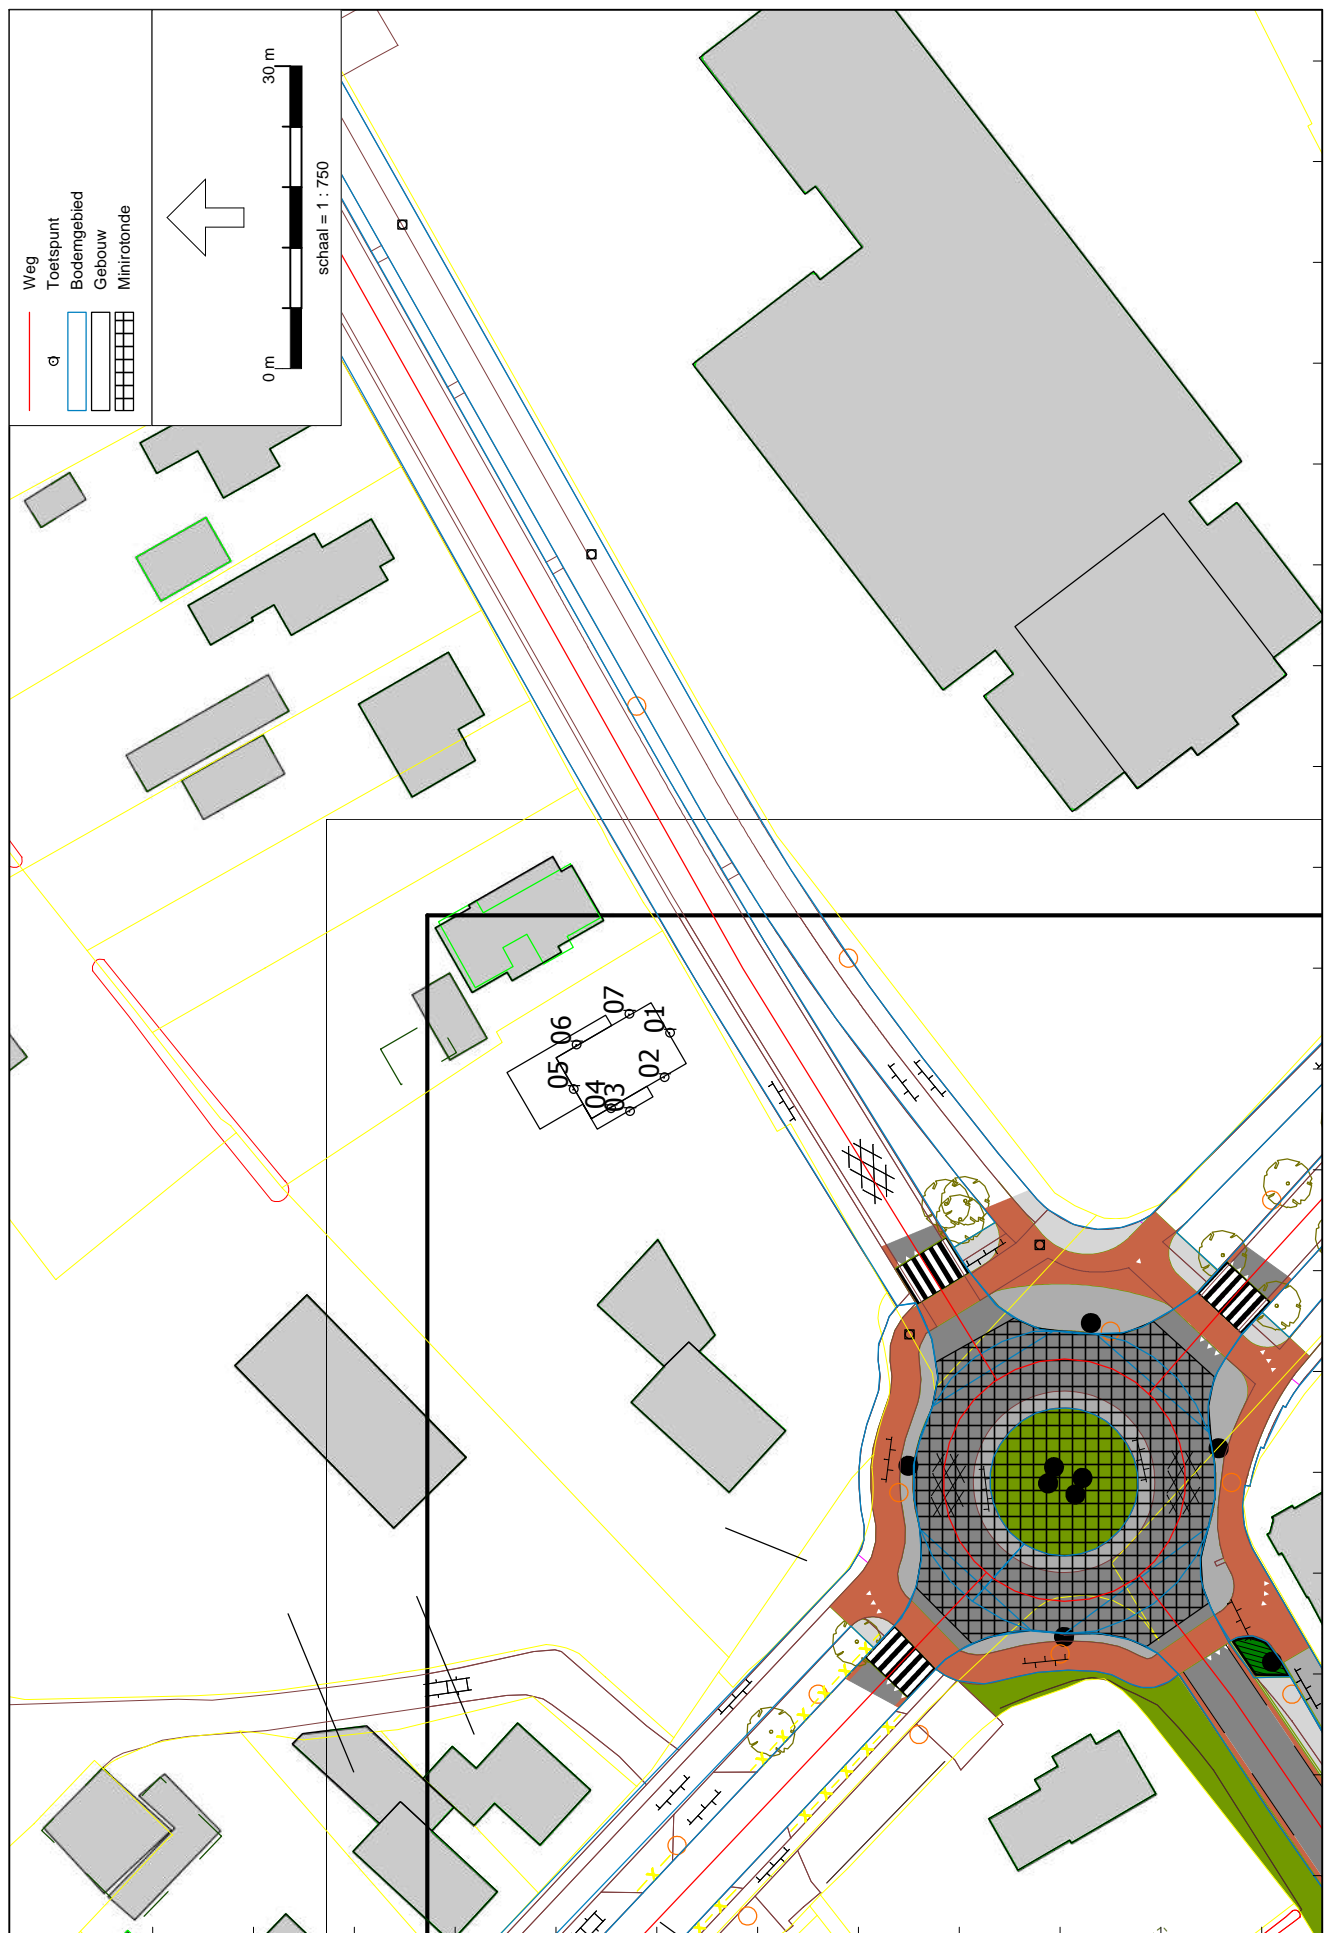 Weg
Toetspunt
Bodemgebied
Gebouw
Minirotonde
0 m
30 m
schaal = 1 : 750
07
01
06
02
05
04
03